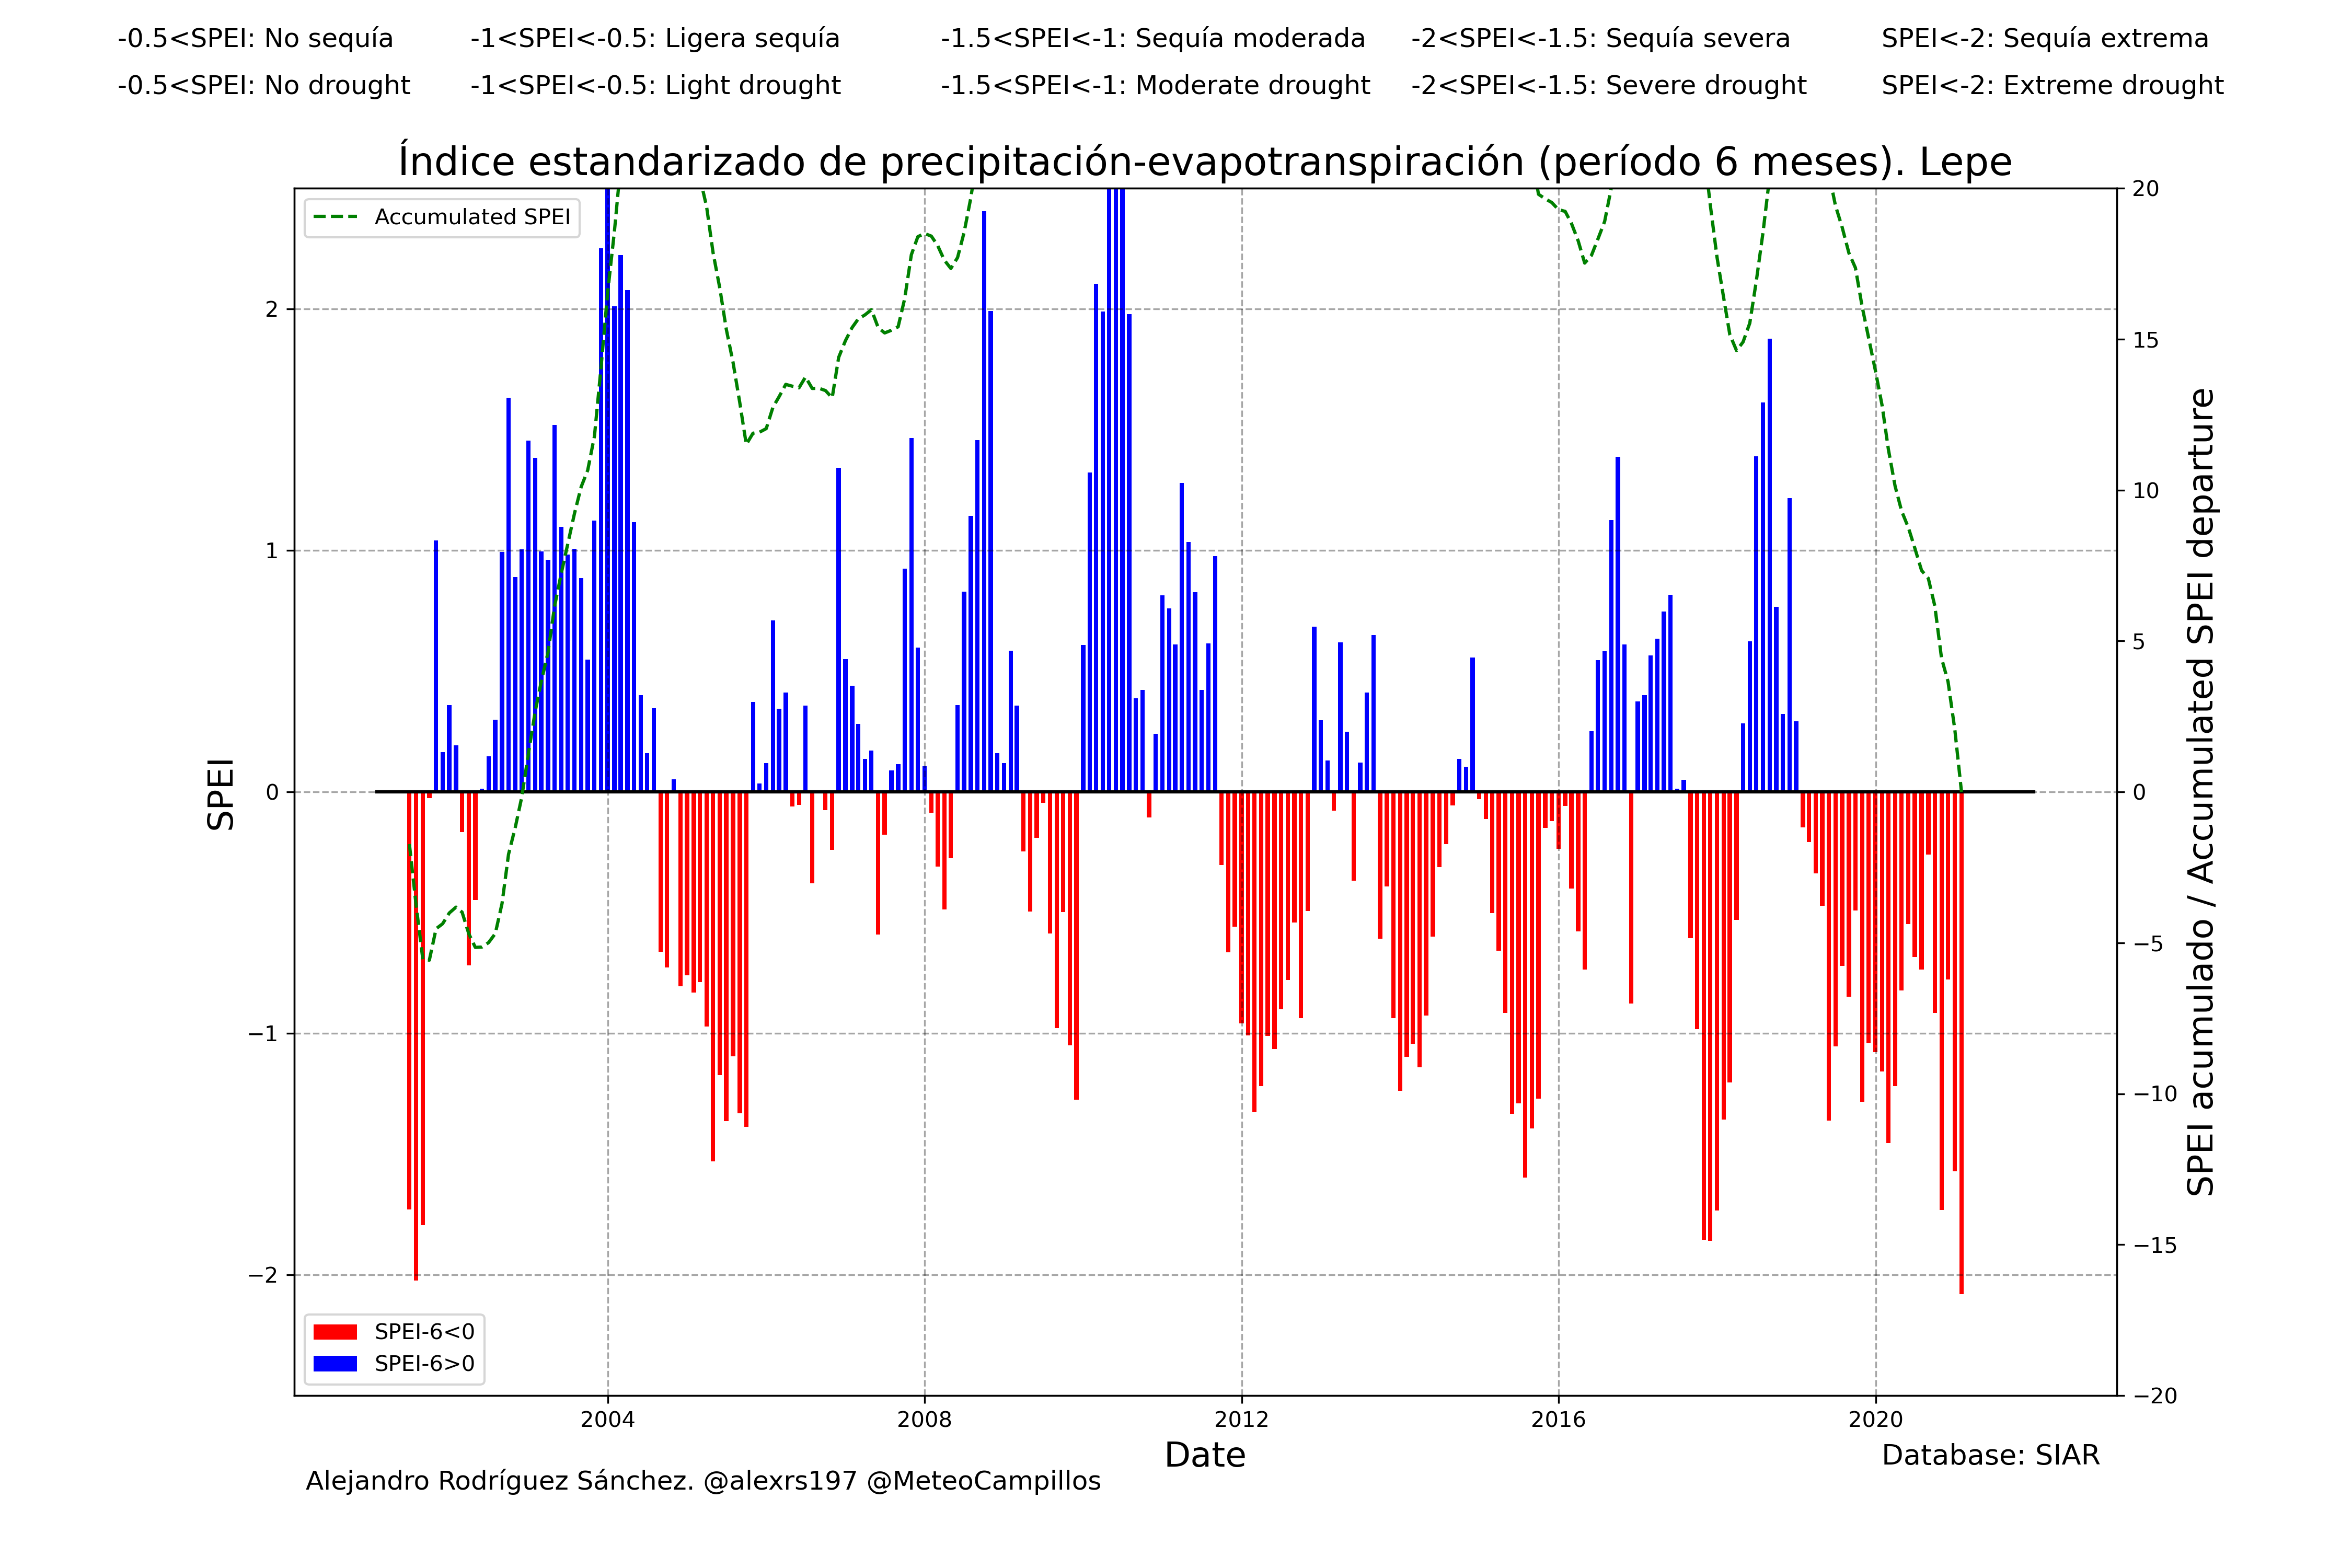 -0.5<SPEI: No sequía -1<SPEI<-0.5: Ligera sequía -1.5<SPEI<-1: Sequía moderada -2<SPEI<-1.5: Sequía severa SPEI<-2: Sequía extrema
-0.5<SPEI: No drought -1<SPEI<-0.5: Light drought -1.5<SPEI<-1: Moderate drought -2<SPEI<-1.5: Severe drought SPEI<-2: Extreme drought
Índice estandarizado de precipitación-evapotranspiración (período 6 meses). Lepe
Accumulated SPEI
SPEI
2
1
0
−1
−2
20
15
10
5
0
−5
−10
−15
−20
SPEI acumulado / Accumulated SPEI departure
SPEI-6<0
SPEI-6>0
2004 2008 2012 2016 2020
Date
Database: SIAR
Alejandro Rodríguez Sánchez. @alexrs197 @MeteoCampillos